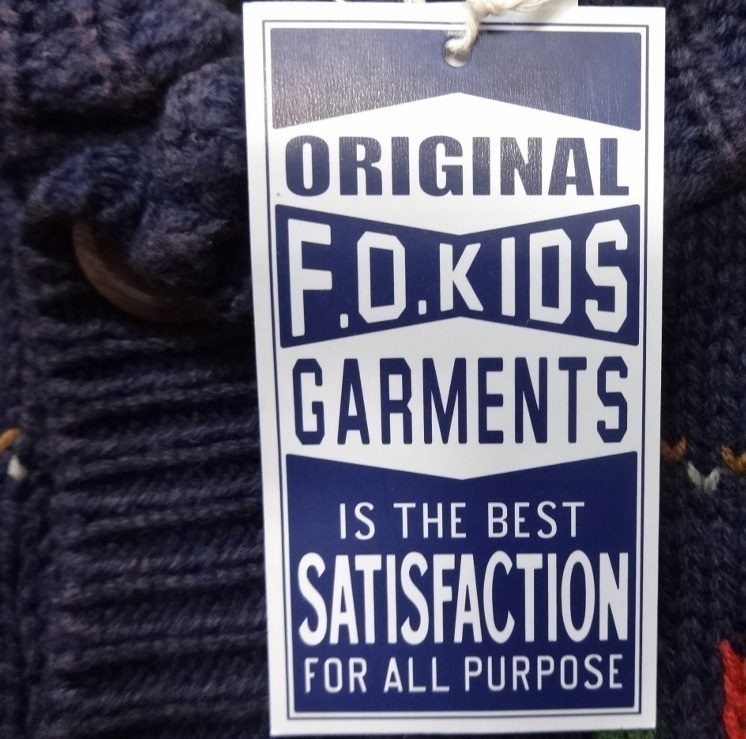 ORIGINAL
F.O.KIDS
GARMENTS
IS THE BEST
SATISFACTION
FOR ALL PURPOSE